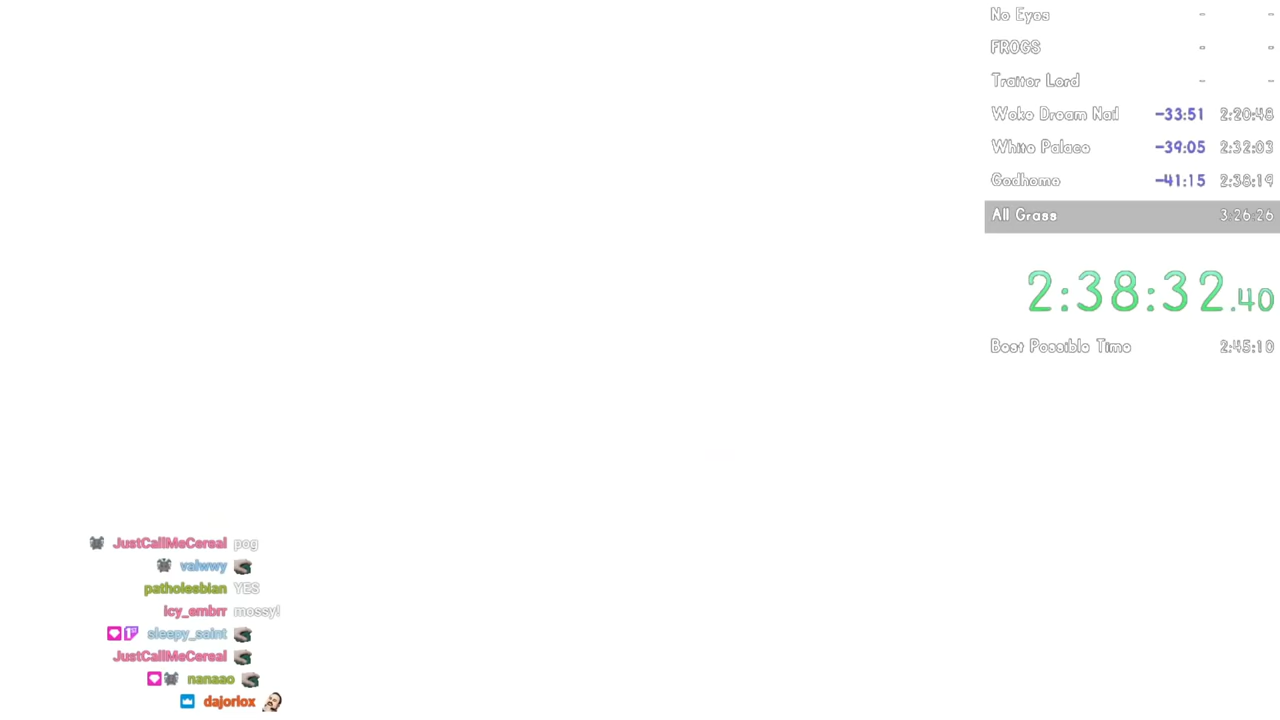 No Eyes - -
FROGS - -
Traitor Lord - -
Woke Dream Nail -33:51 2:20:48
White Palace -39:05 2:32:03
Godhome -41:15 2:38:19
All Grass 3:26:26
2:38:32.40
Best Possible Time 2:45:10
JustCallMeCereal pog
valwwy
patholesbian YES
icy_embrr mossy!
sleepy_saint
JustCallMeCereal
nanaao
dajorlox